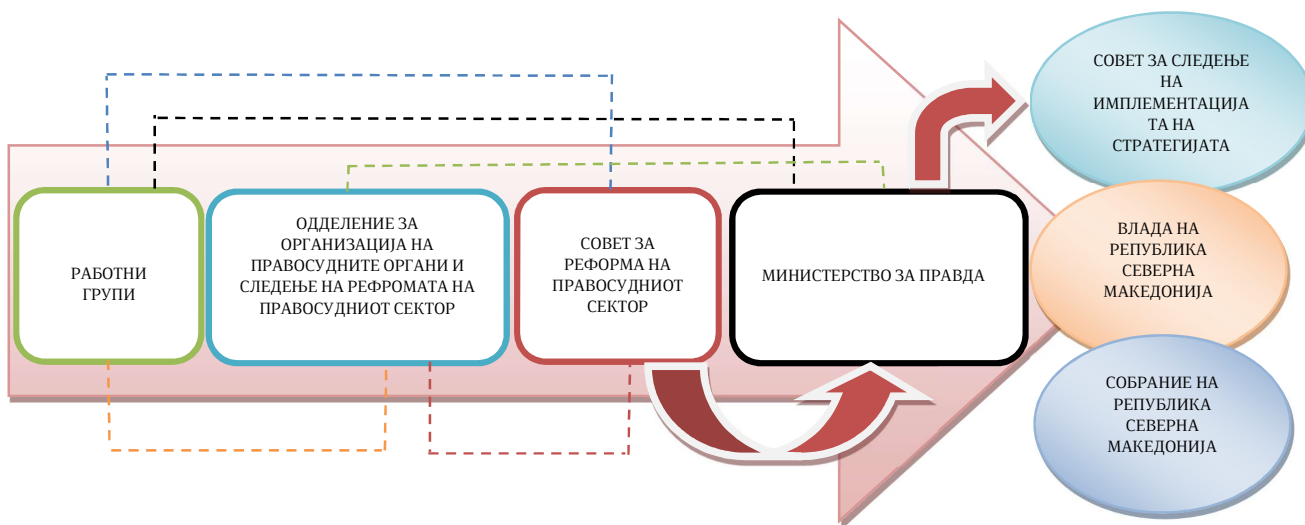 РАБОТНИ
ГРУПИ
ОДДЕЛЕНИЕ ЗА
ОРГАНИЗАЦИЈА НА
ПРАВОСУДНИТЕ ОРГАНИ И
СЛЕДЕЊЕ НА РЕФРОМАТА НА
ПРАВОСУДНИОТ СЕКТОР
СОВЕТ ЗА
РЕФОРМА НА
ПРАВОСУДНИОТ
СЕКТОР
МИНИСТЕРСТВО ЗА ПРАВДА
СОВЕТ ЗА СЛЕДЕЊЕ
НА
ИМПЛЕМЕНТАЦИЈА
ТА НА
СТРАТЕГИЈАТА
ВЛАДА НА
РЕПУБЛИКА
СЕВЕРНА
МАКЕДОНИЈА
СОБРАНИЕ НА
РЕПУБЛИКА
СЕВЕРНА
МАКЕДОНИЈА